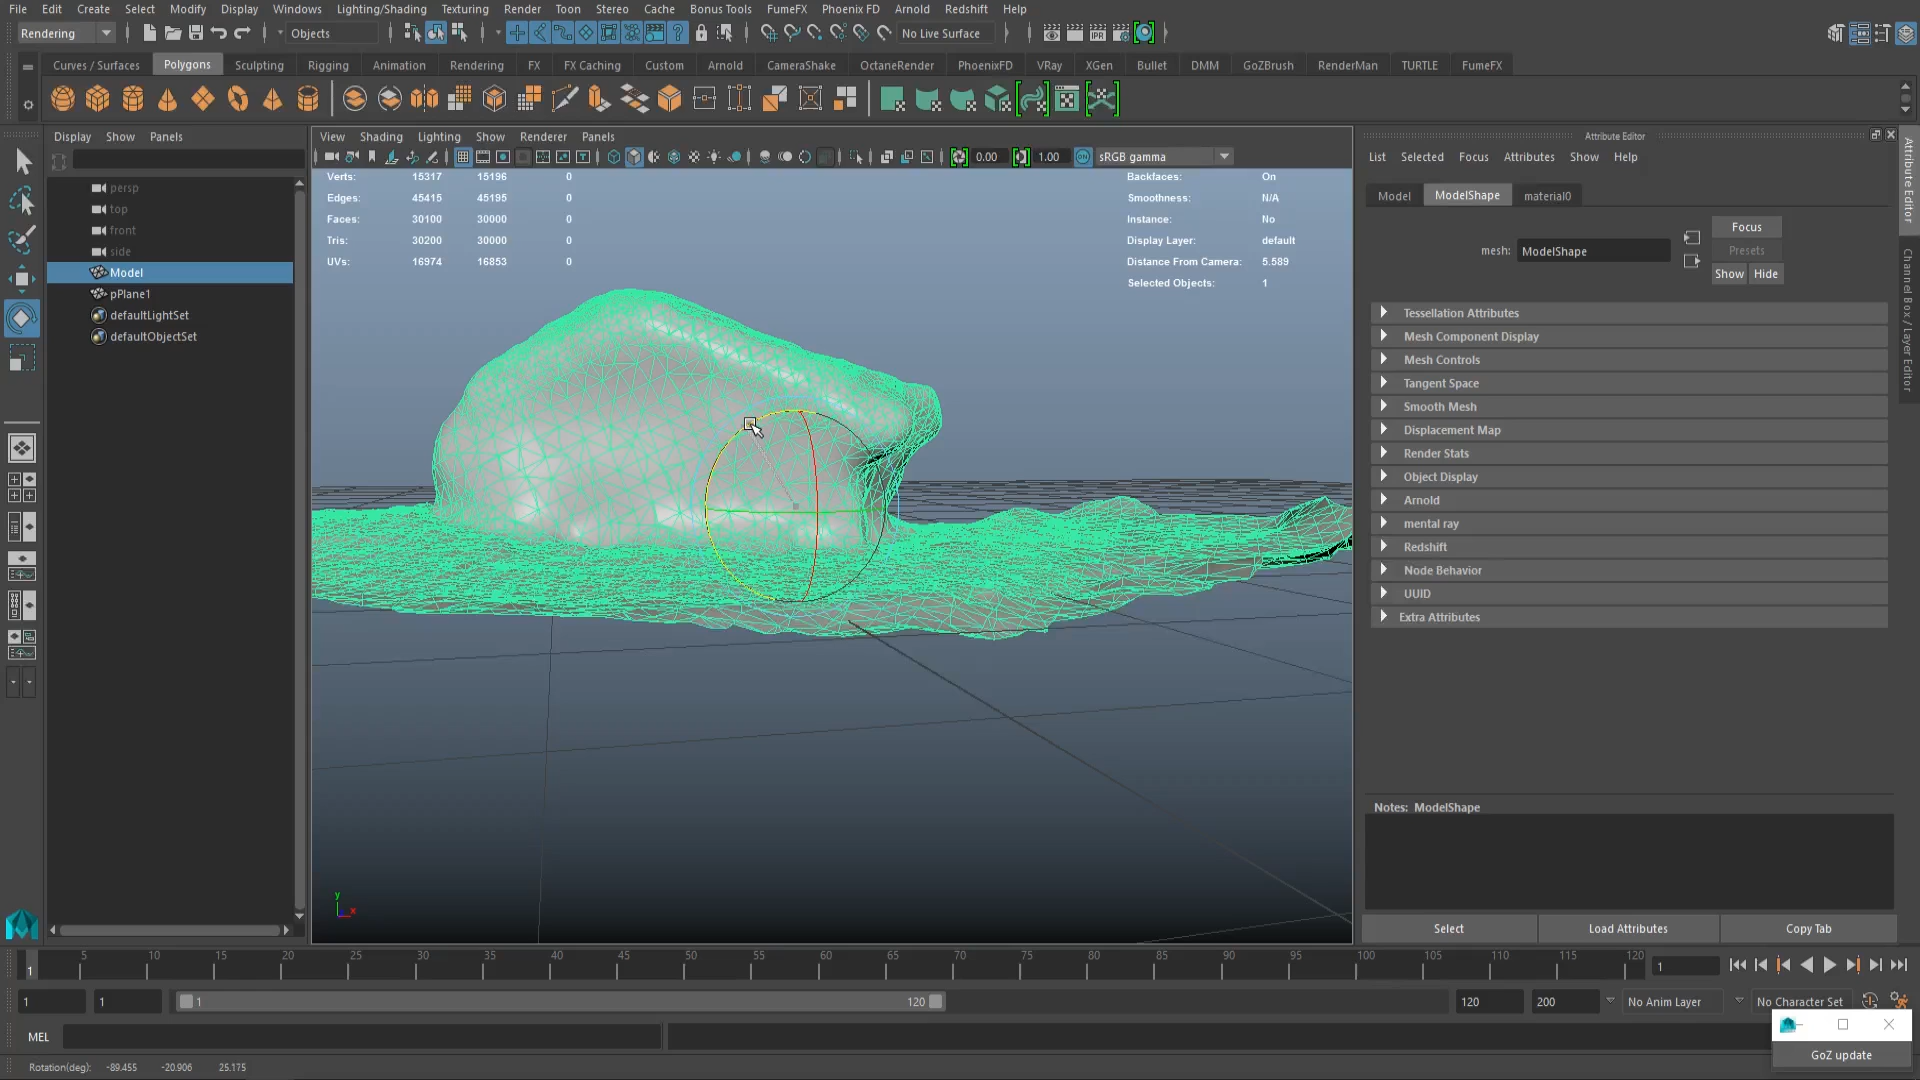 File Edit Create Select Modify Display Windows Lighting/Shading Texturing Render Toon Stereo Cache Bonus Tools FumeFX Phoenix FD Arnold Redshift Help
Rendering Objects No Live Surface
Curves / Surfaces Polygons Sculpting Rigging Animation Rendering FX FX Caching Custom Arnold CameraShake OctaneRender PhoenixFD VRay XGen Bullet DMM GoZBrush RenderMan TURTLE FumeFX
Display Show Panels
View Shading Lighting Show Renderer Panels
0.00 1.00 ON sRGB gamma
persp
top
front
side
Model
pPlane1
defaultLightSet
defaultObjectSet
Verts: 15317 15196 0
Edges: 45415 45195 0
Faces: 30100 30000 0
Tris: 30200 30000 0
UVs: 16974 16853 0
Backfaces: On
Smoothness: N/A
Instance: No
Display Layer: default
Distance From Camera: 5.589
Selected Objects: 1
y
x
Attribute Editor
List Selected Focus Attributes Show Help
Model ModelShape material0
mesh: ModelShape
Focus
Presets
Show Hide
Tessellation Attributes
Mesh Component Display
Mesh Controls
Tangent Space
Smooth Mesh
Displacement Map
Render Stats
Object Display
Arnold
mental ray
Redshift
Node Behavior
UUID
Extra Attributes
Notes: ModelShape
Select Load Attributes Copy Tab
Attribute Editor
Channel Box / Layer Editor
1 5 10 15 20 25 30 35 40 45 50 55 60 65 70 75 80 85 90 95 100 105 110 115 120 1
1 1 1 120 120 200 No Anim Layer No Character Set
MEL
Rotation(deg): -89.455 -20.906 25.175
GoZ update